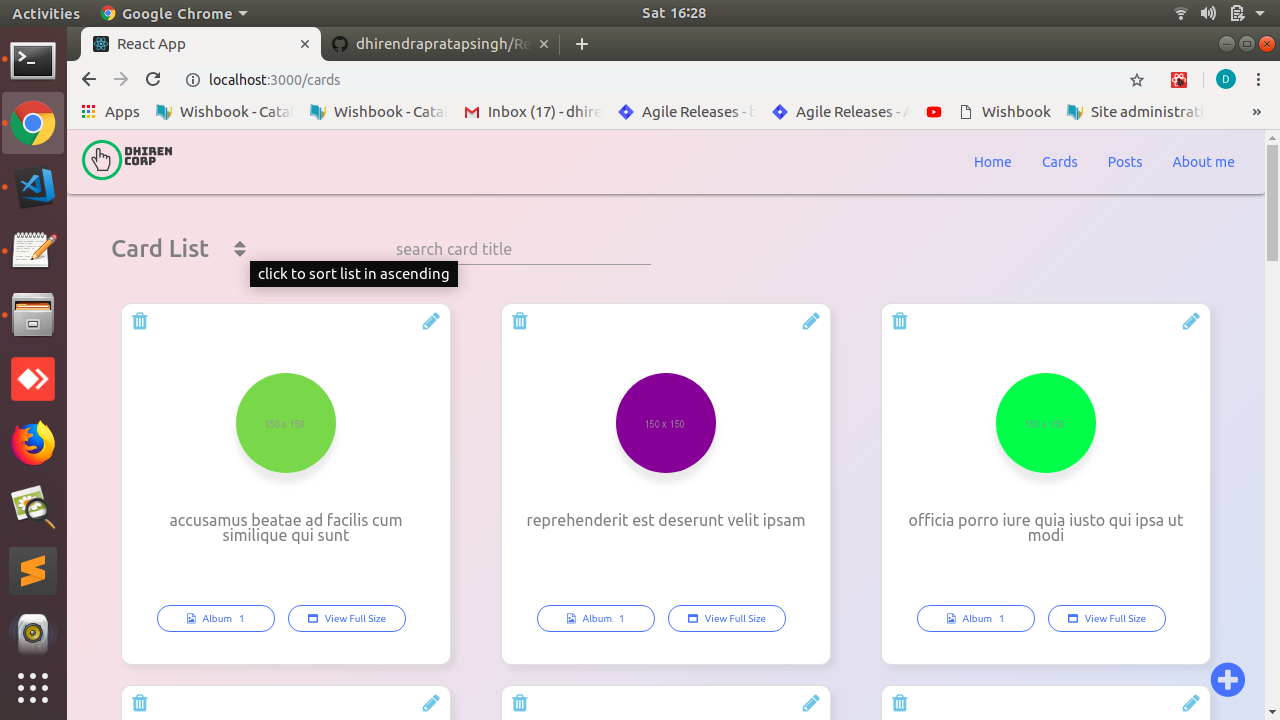 Activities Google Chrome Sat 16:28
React App dhirendrapratapsingh/Re
localhost:3000/cards D
Apps Wishbook - Catal Wishbook - Catal Inbox (17) - dhire Agile Releases - b Agile Releases - A Wishbook Site administrati »
DHIREN
CORP
Home Cards Posts About me
Card List search card title
click to sort list in ascending
150 x 150 150 x 150 150 x 150
accusamus beatae ad facilis cum
similique qui sunt
reprehenderit est deserunt velit ipsam
officia porro iure quia iusto qui ipsa ut
modi
Album 1 View Full Size Album 1 View Full Size Album 1 View Full Size